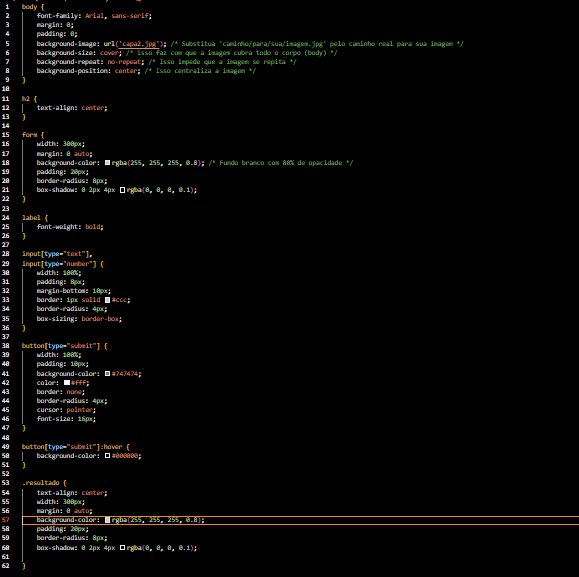 1 body {
2 font-family: Arial, sans-serif;
3 margin: 0;
4 padding: 0;
5 background-image: url('capa2.jpg'); /* Substitua 'caminho/para/sua/imagem.jpg' pelo caminho real para sua imagem */
6 background-size: cover; /* Isso faz com que a imagem cubra todo o corpo (body) */
7 background-repeat: no-repeat; /* Isso impede que a imagem se repita */
8 background-position: center; /* Isso centraliza a imagem */
9 }
10
11 h2 {
12 text-align: center;
13 }
14
15 form {
16 width: 300px;
17 margin: 0 auto;
18 background-color: rgba(255, 255, 255, 0.8); /* Fundo branco com 80% de opacidade */
19 padding: 20px;
20 border-radius: 8px;
21 box-shadow: 0 2px 4px rgba(0, 0, 0, 0.1);
22 }
23
24 label {
25 font-weight: bold;
26 }
27
28 input[type="text"],
29 input[type="number"] {
30 width: 100%;
31 padding: 8px;
32 margin-bottom: 10px;
33 border: 1px solid #ccc;
34 border-radius: 4px;
35 box-sizing: border-box;
36 }
37
38 button[type="submit"] {
39 width: 100%;
40 padding: 10px;
41 background-color: #747474;
42 color: #fff;
43 border: none;
44 border-radius: 4px;
45 cursor: pointer;
46 font-size: 16px;
47 }
48
49 button[type="submit"]:hover {
50 background-color: #000000;
51 }
52
53 .resultado {
54 text-align: center;
55 width: 300px;
56 margin: 0 auto;
57 background-color: rgba(255, 255, 255, 0.8);
58 padding: 20px;
59 border-radius: 8px;
60 box-shadow: 0 2px 4px rgba(0, 0, 0, 0.1);
61
62 }